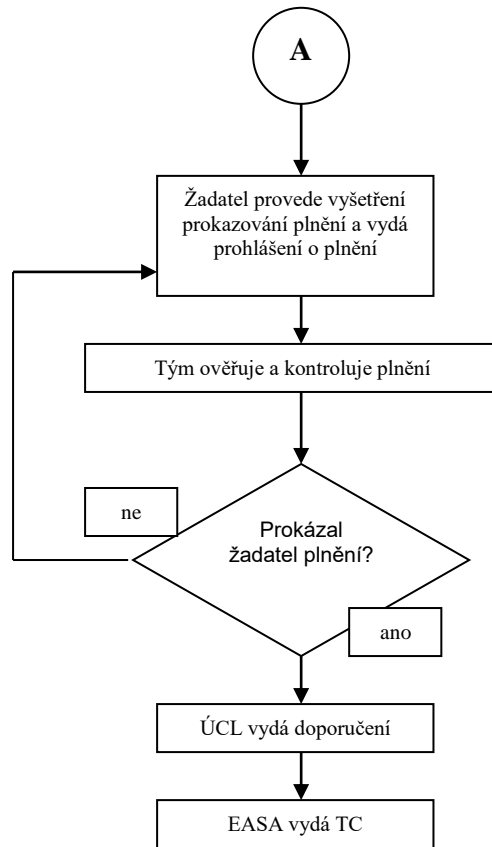 A
Žadatel provede vyšetření
prokazování plnění a vydá
prohlášení o plnění
Tým ověřuje a kontroluje plnění
ne
Prokázal
žadatel plnění?
ano
ÚCL vydá doporučení
EASA vydá TC